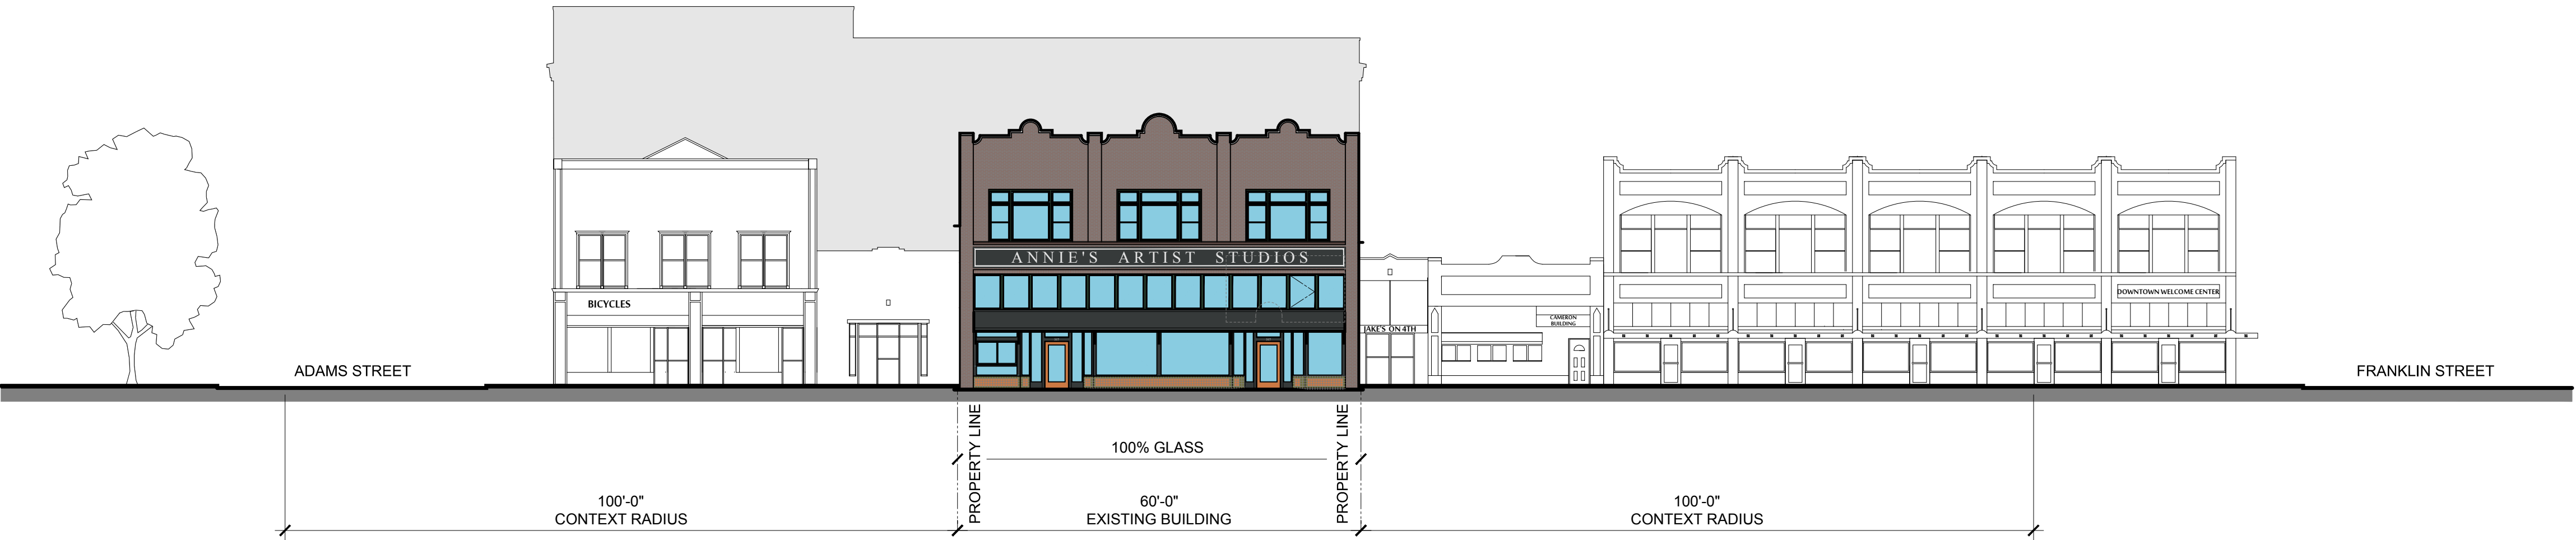 ANNIE'S ARTIST STUDIOS
BICYCLES
DOWNTOWN WELCOME CENTER
CAMERON
BUILDING
JAKE'S ON 4TH
ADAMS STREET
FRANKLIN STREET
PROPERTY LINE
100% GLASS
PROPERTY LINE
100'-0"
CONTEXT RADIUS
60'-0"
EXISTING BUILDING
100'-0"
CONTEXT RADIUS